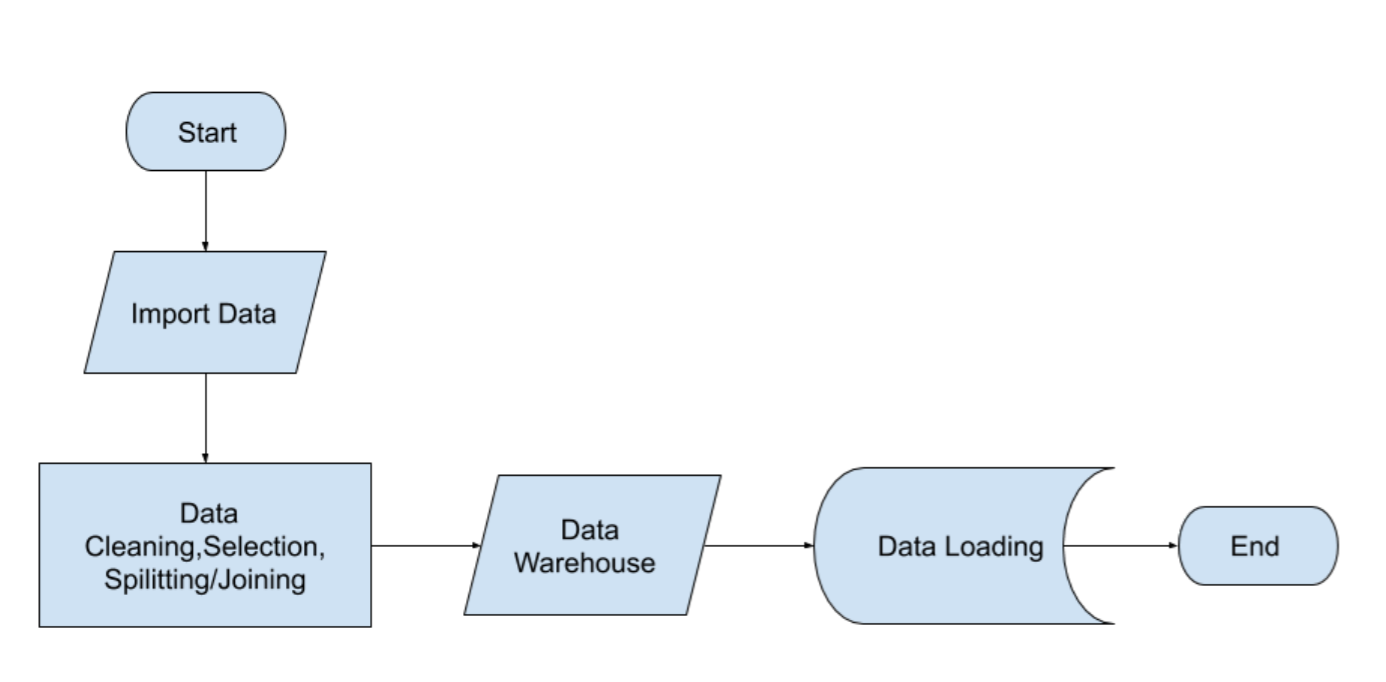 Start
Import Data
Data
Cleaning,Selection,
Spilitting/Joining
Data
Warehouse
Data Loading
End